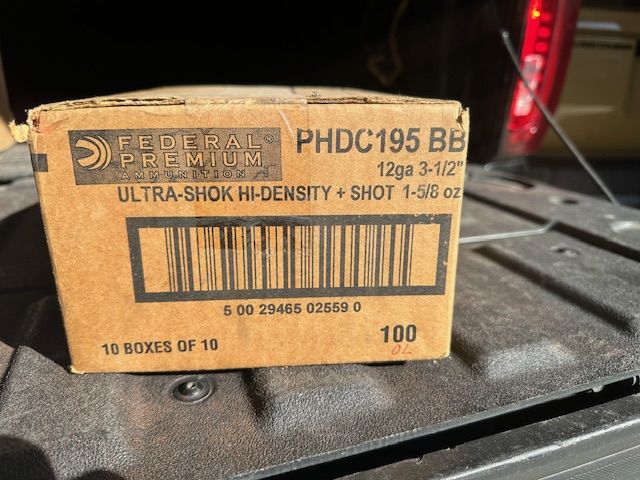 FEDERAL®
PREMIUM
AMMUNITION
PHDC195 BB
12ga 3-1/2"
ULTRA-SHOK HI-DENSITY + SHOT 1-5/8 oz
5 00 29465 02559 0
10 BOXES OF 10
100
OL